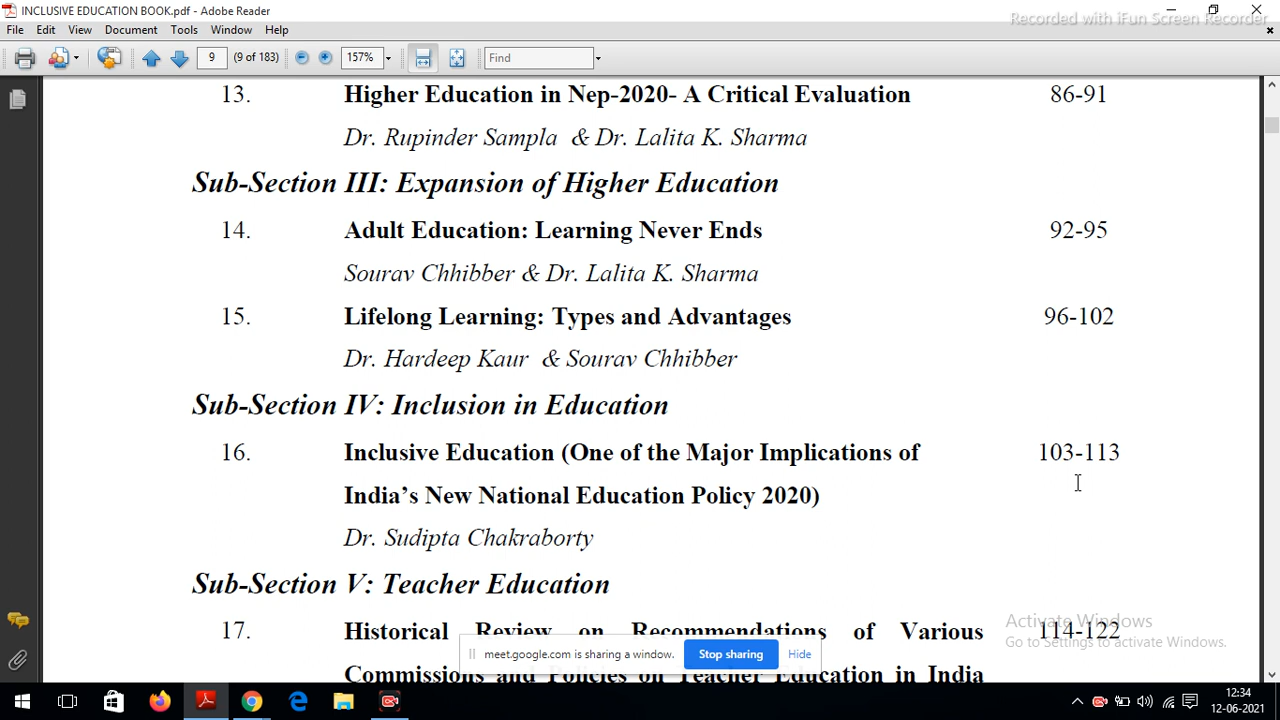 INCLUSIVE EDUCATION BOOK.pdf - Adobe Reader
Recorded with iFun Screen Recorder
File Edit View Document Tools Window Help
9 (9 of 183) 157% Find
13. Higher Education in Nep-2020- A Critical Evaluation 86-91
Dr. Rupinder Sampla & Dr. Lalita K. Sharma
Sub-Section III: Expansion of Higher Education
14. Adult Education: Learning Never Ends 92-95
Sourav Chhibber & Dr. Lalita K. Sharma
15. Lifelong Learning: Types and Advantages 96-102
Dr. Hardeep Kaur & Sourav Chhibber
Sub-Section IV: Inclusion in Education
16. Inclusive Education (One of the Major Implications of 103-113
India’s New National Education Policy 2020)
Dr. Sudipta Chakraborty
Sub-Section V: Teacher Education
17. Historical Review on Recommendations of Various 114-122
Commissions and Policies on Teacher Education in India
Activate Windows
Go to Settings to activate Windows.
meet.google.com is sharing a window. Stop sharing Hide
12:34
12-06-2021